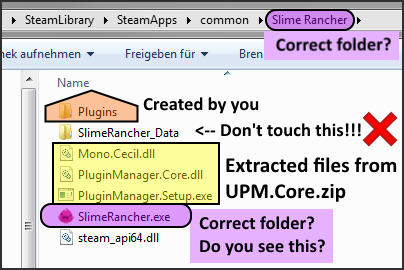 SteamLibrary ▶ SteamApps ▶ common ▶ Slime Rancher
Correct folder?
k aufnehmen ▼ Freigeben für ▼ Bren
Name
Plugins
Created by you
SlimeRancher_Data
<-- Don't touch this!!!
Mono.Cecil.dll
PluginManager.Core.dll
PluginManager.Setup.exe
Extracted files from
UPM.Core.zip
SlimeRancher.exe
steam_api64.dll
Correct folder?
Do you see this?